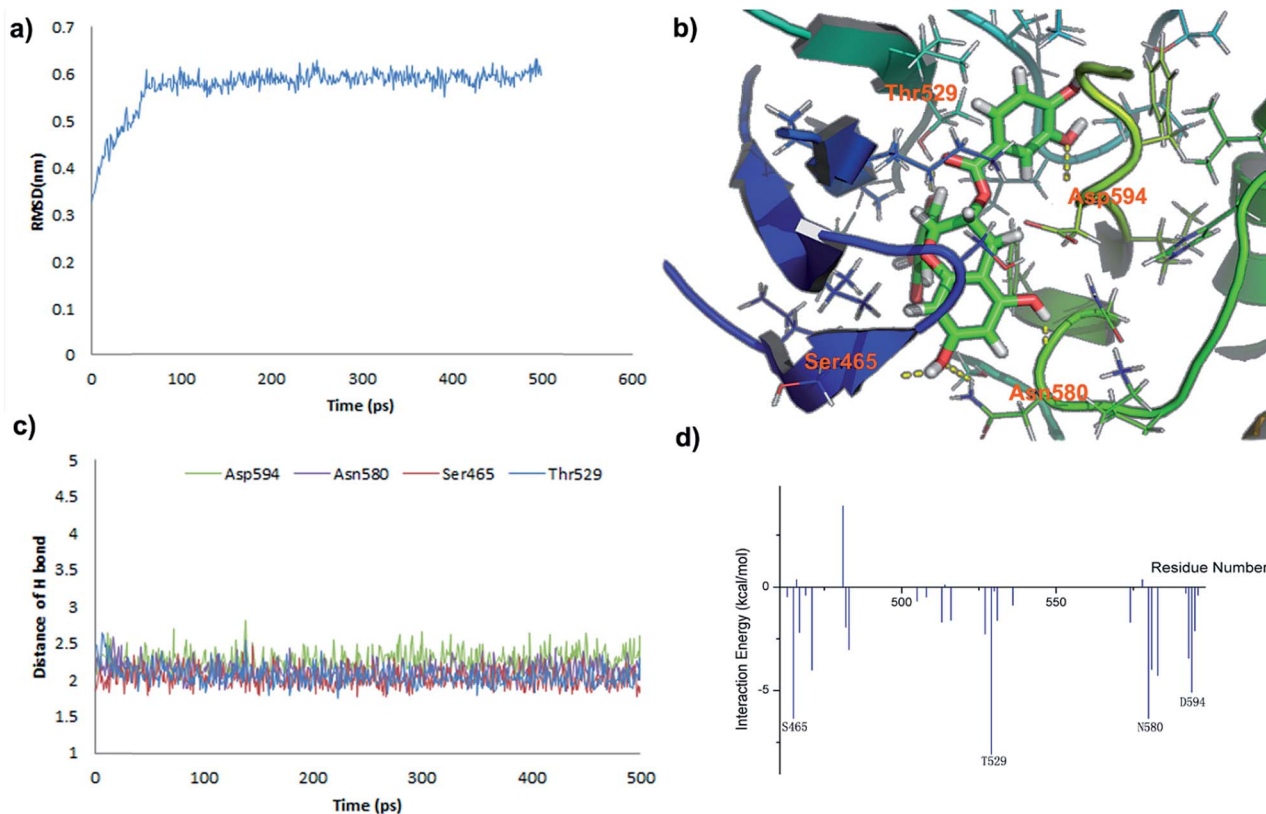 a)
0.7
0.6
0.5
0.4
0.3
0.2
0.1
0
RMSD(nm)
0 100 200 300 400 500 600
Time (ps)
b)
Thr529
Asp594
Ser465
Asn580
c)
5
4.5
4
3.5
3
2.5
2
1.5
1
Distance of H bond
Asp594 Asn580 Ser465 Thr529
0 100 200 300 400 500
Time (ps)
d)
Interaction Energy (kcal/mol)
Residue Number
0
500 550
-5
S465
T529
N580
D594